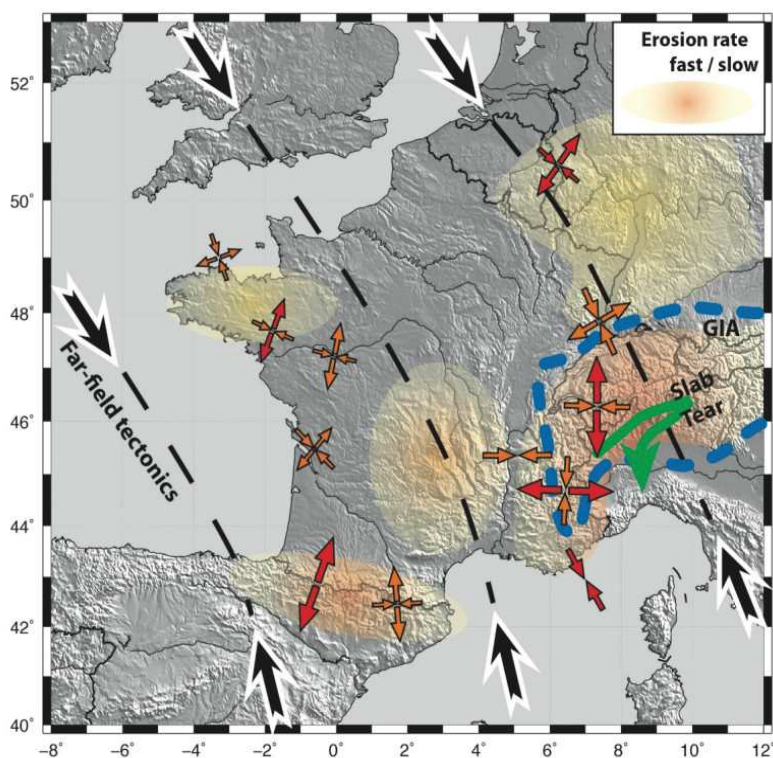 Erosion rate
fast / slow
52°
50°
48°
46°
44°
42°
40°
GIA
Slab
Tear
Far-field tectonics
−8° −6° −4° −2° 0° 2° 4° 6° 8° 10° 12°